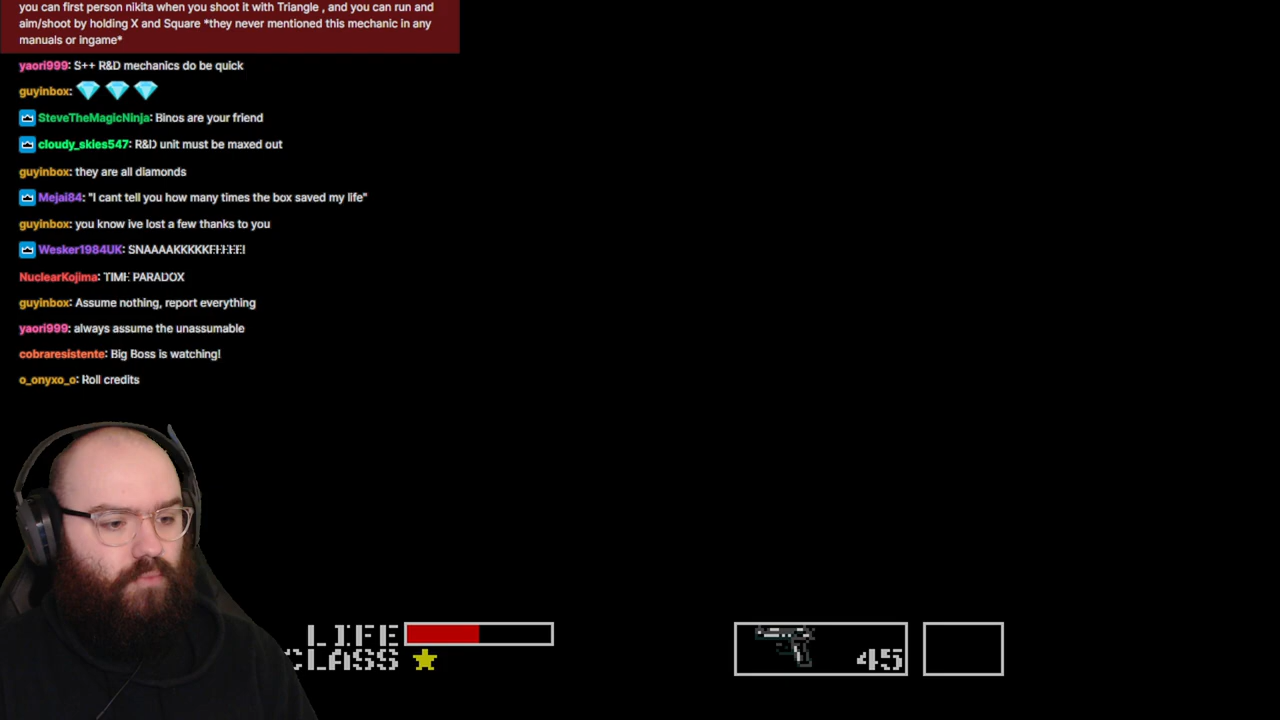 you can first person nikita when you shoot it with Triangle , and you can run and
aim/shoot by holding X and Square *they never mentioned this mechanic in any
manuals or ingame*
yaori999: S++ R&D mechanics do be quick
guyinbox:
SteveTheMagicNinja: Binos are your friend
cloudy_skies547: R&D unit must be maxed out
guyinbox: they are all diamonds
Mejai84: "I cant tell you how many times the box saved my life"
guyinbox: you know ive lost a few thanks to you
Wesker1984UK: SNAAAAKKKKKEEEEE!
NuclearKojima: TIME PARADOX
guyinbox: Assume nothing, report everything
yaori999: always assume the unassumable
cobraresistente: Big Boss is watching!
o_onyxo_o: Roll credits
LIFE
CLASS
45